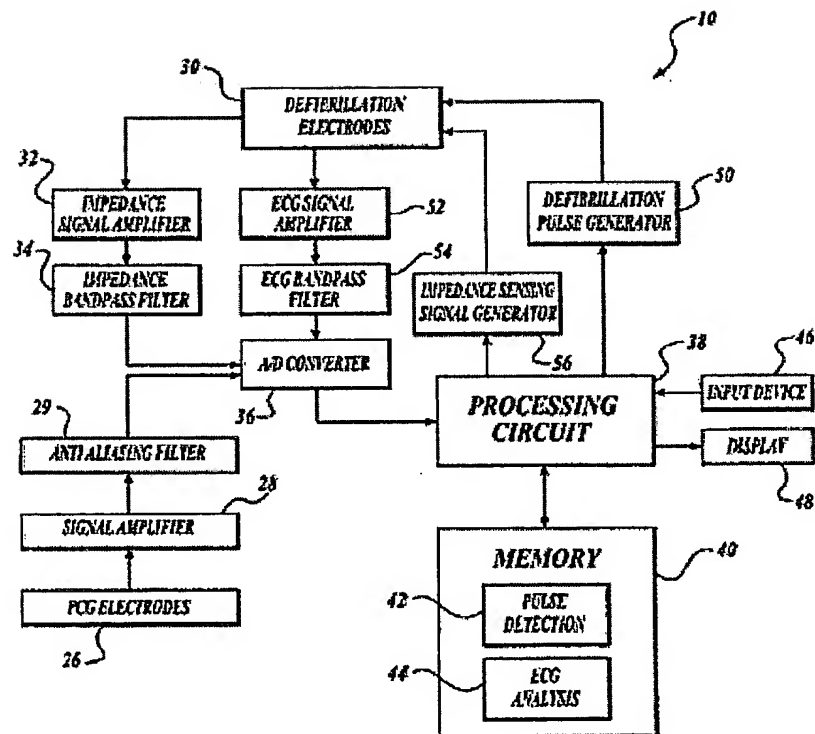 10
30
DEFIBRILLATION
ELECTRODES
32
IMPEDANCE
SIGNAL AMPLIFIER
ECG SIGNAL
AMPLIFIER
52
DEFIBRILLATION
PULSE GENERATOR
50
34
IMPEDANCE
BANDPASS FILTER
ECG BANDPASS
FILTER
54
IMPEDANCE SENSING
SIGNAL GENERATOR
56
A/D CONVERTER
36
PROCESSING
CIRCUIT
38
46
INPUT DEVICE
DISPLAY
48
29
ANTI ALIASING FILTER
28
SIGNAL AMPLIFIER
PCG ELECTRODES
26
MEMORY
40
42
PULSE
DETECTION
44
ECG
ANALYSIS